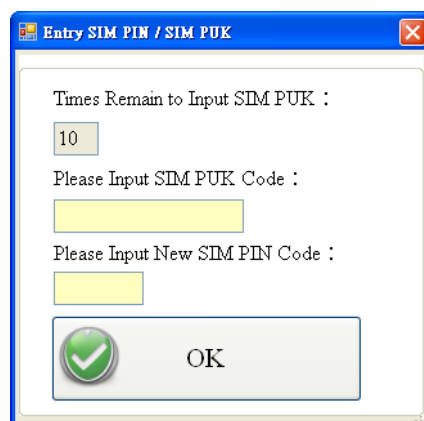 Entry SIM PIN / SIM PUK
Times Remain to Input SIM PUK：
10
Please Input SIM PUK Code：
Please Input New SIM PIN Code：
OK